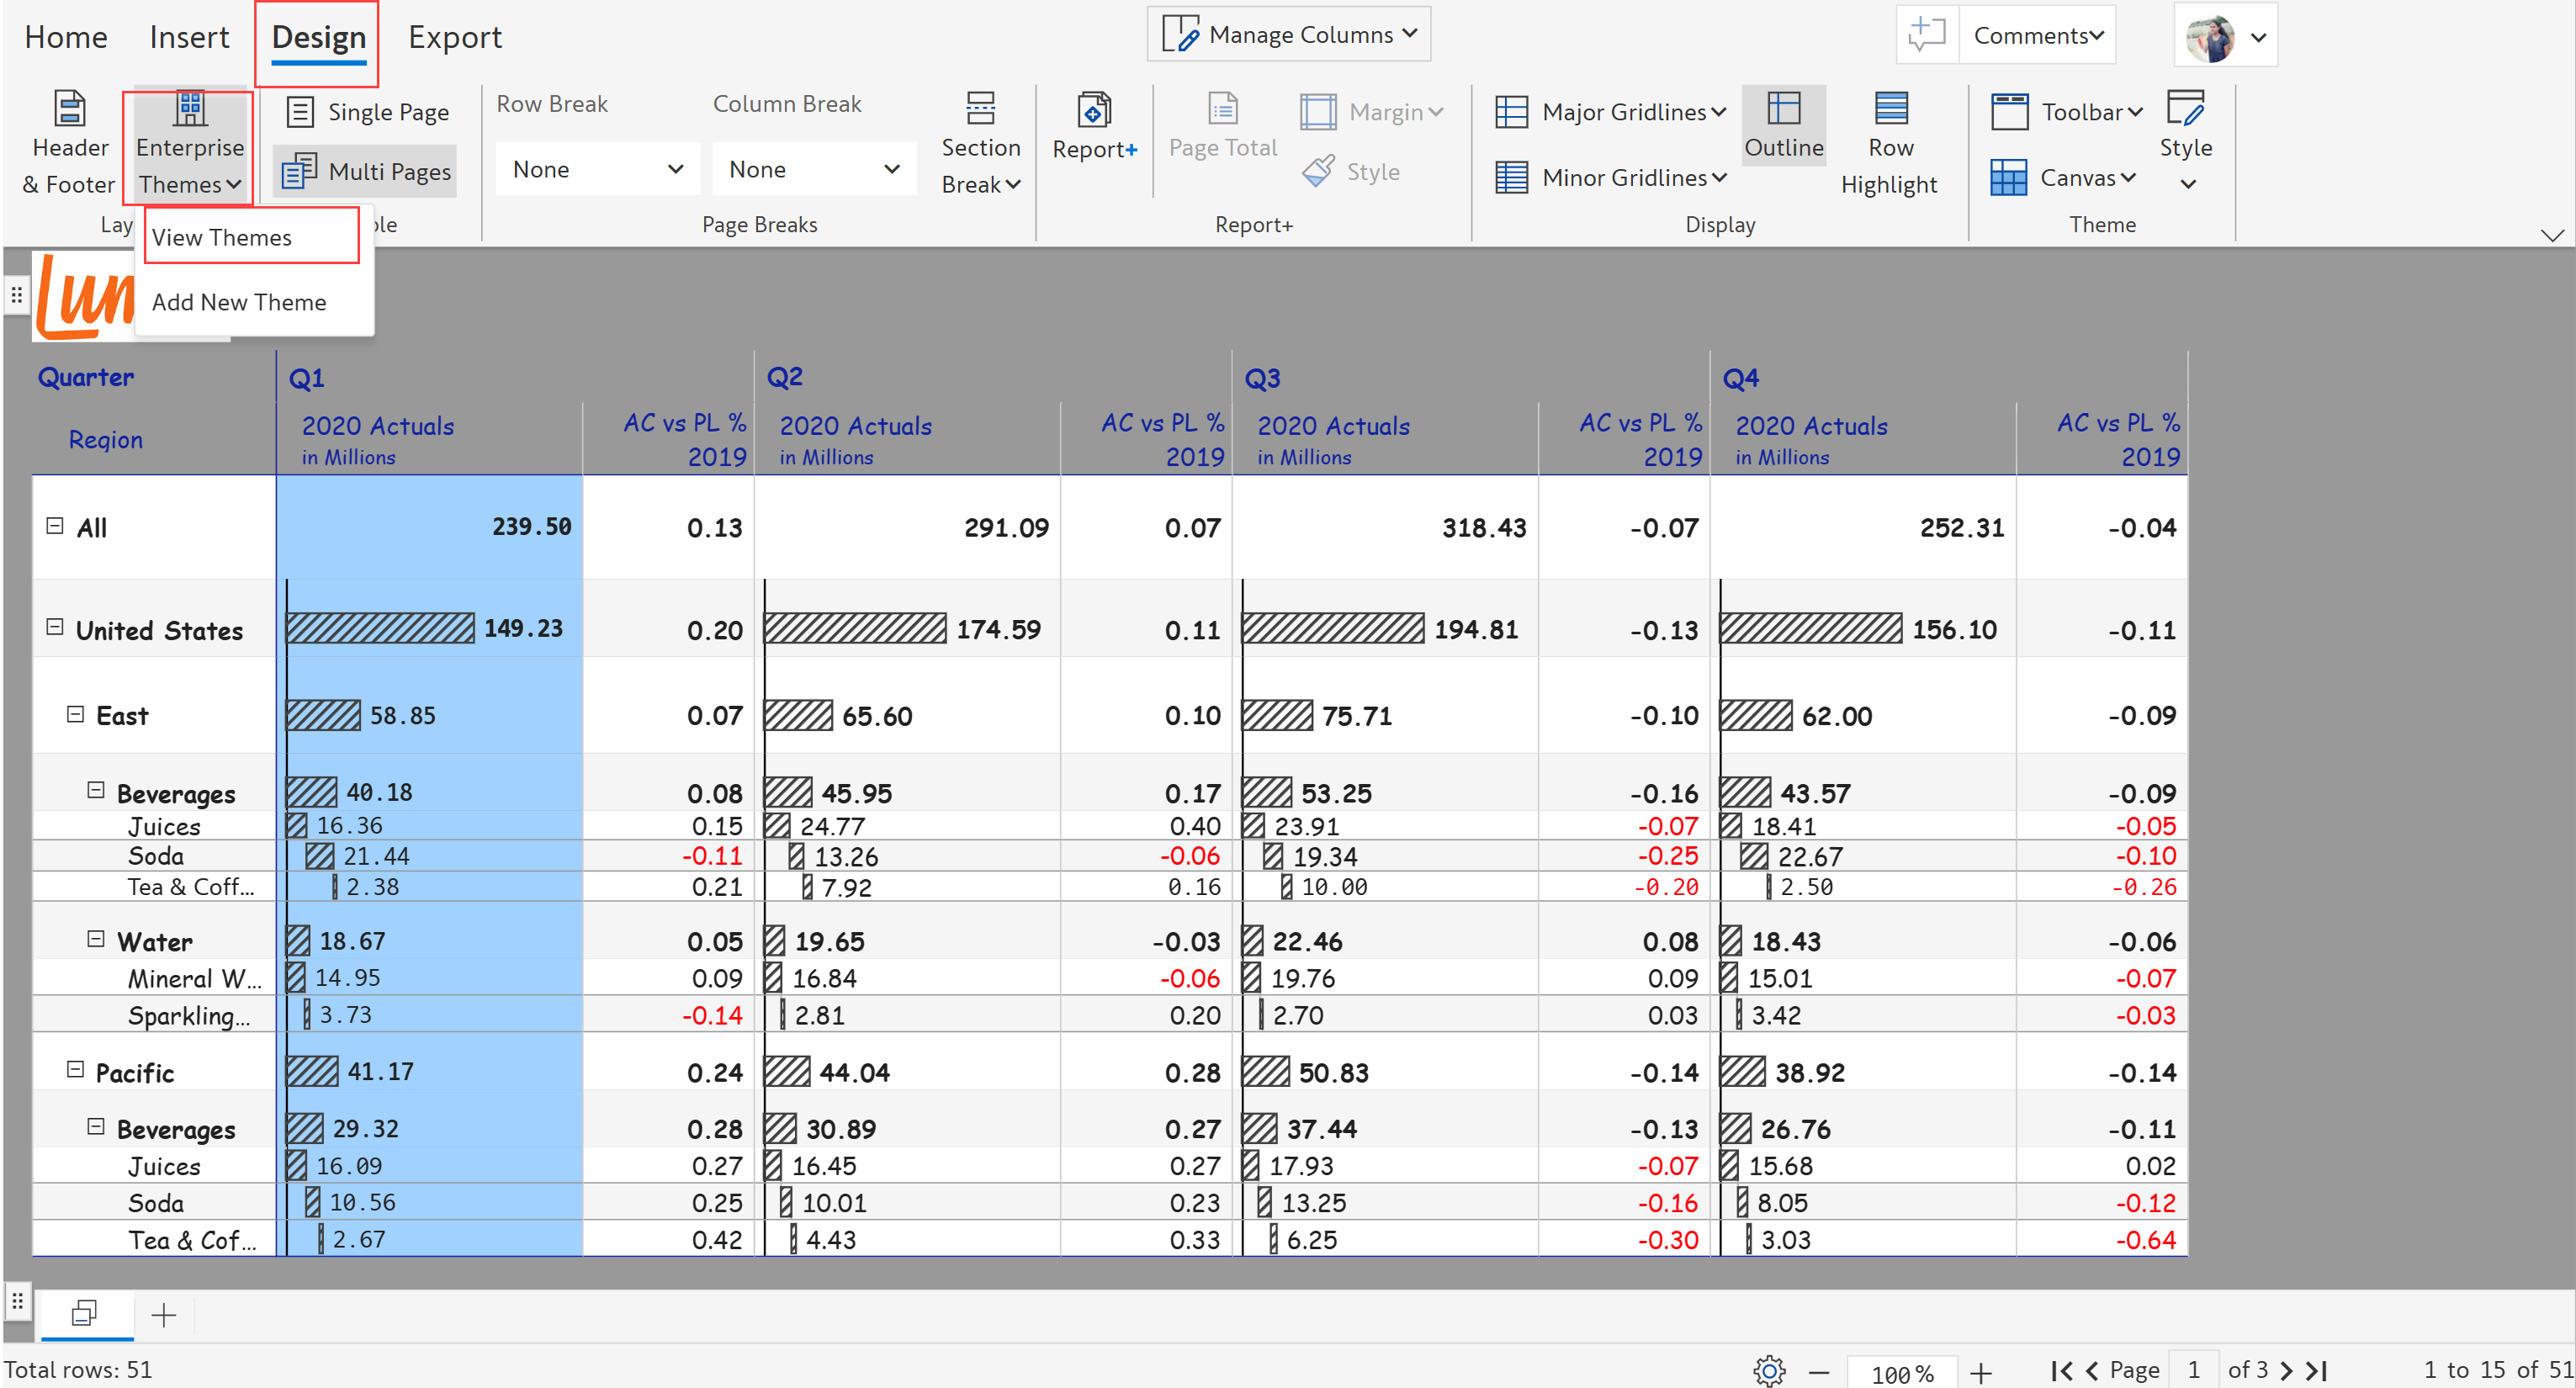 Home Insert Design Export Manage Columns Comments
Header & Footer
Enterprise Themes
Single Page
Multi Pages
Row Break
None
Column Break
None
Section Break
Page Breaks
Report+
Page Total
Margin
Style
Report+
Major Gridlines
Minor Gridlines
Outline
Row Highlight
Display
Toolbar
Canvas
Style
Theme
Lay
ble
View Themes
Add New Theme
Lum
Quarter Q1 Q2 Q3 Q4
Region 2020 Actuals in Millions AC vs PL % 2019 2020 Actuals in Millions AC vs PL % 2019 2020 Actuals in Millions AC vs PL % 2019 2020 Actuals in Millions AC vs PL % 2019
All 239.50 0.13 291.09 0.07 318.43 -0.07 252.31 -0.04
United States 149.23 0.20 174.59 0.11 194.81 -0.13 156.10 -0.11
East 58.85 0.07 65.60 0.10 75.71 -0.10 62.00 -0.09
Beverages 40.18 0.08 45.95 0.17 53.25 -0.16 43.57 -0.09
Juices 16.36 0.15 24.77 0.40 23.91 -0.07 18.41 -0.05
Soda 21.44 -0.11 13.26 -0.06 19.34 -0.25 22.67 -0.10
Tea & Coff... 2.38 0.21 7.92 0.16 10.00 -0.20 2.50 -0.26
Water 18.67 0.05 19.65 -0.03 22.46 0.08 18.43 -0.06
Mineral W... 14.95 0.09 16.84 -0.06 19.76 0.09 15.01 -0.07
Sparkling... 3.73 -0.14 2.81 0.20 2.70 0.03 3.42 -0.03
Pacific 41.17 0.24 44.04 0.28 50.83 -0.14 38.92 -0.14
Beverages 29.32 0.28 30.89 0.27 37.44 -0.13 26.76 -0.11
Juices 16.09 0.27 16.45 0.27 17.93 -0.07 15.68 0.02
Soda 10.56 0.25 10.01 0.23 13.25 -0.16 8.05 -0.12
Tea & Cof... 2.67 0.42 4.43 0.33 6.25 -0.30 3.03 -0.64
Total rows: 51 100 % Page 1 of 3 1 to 15 of 51